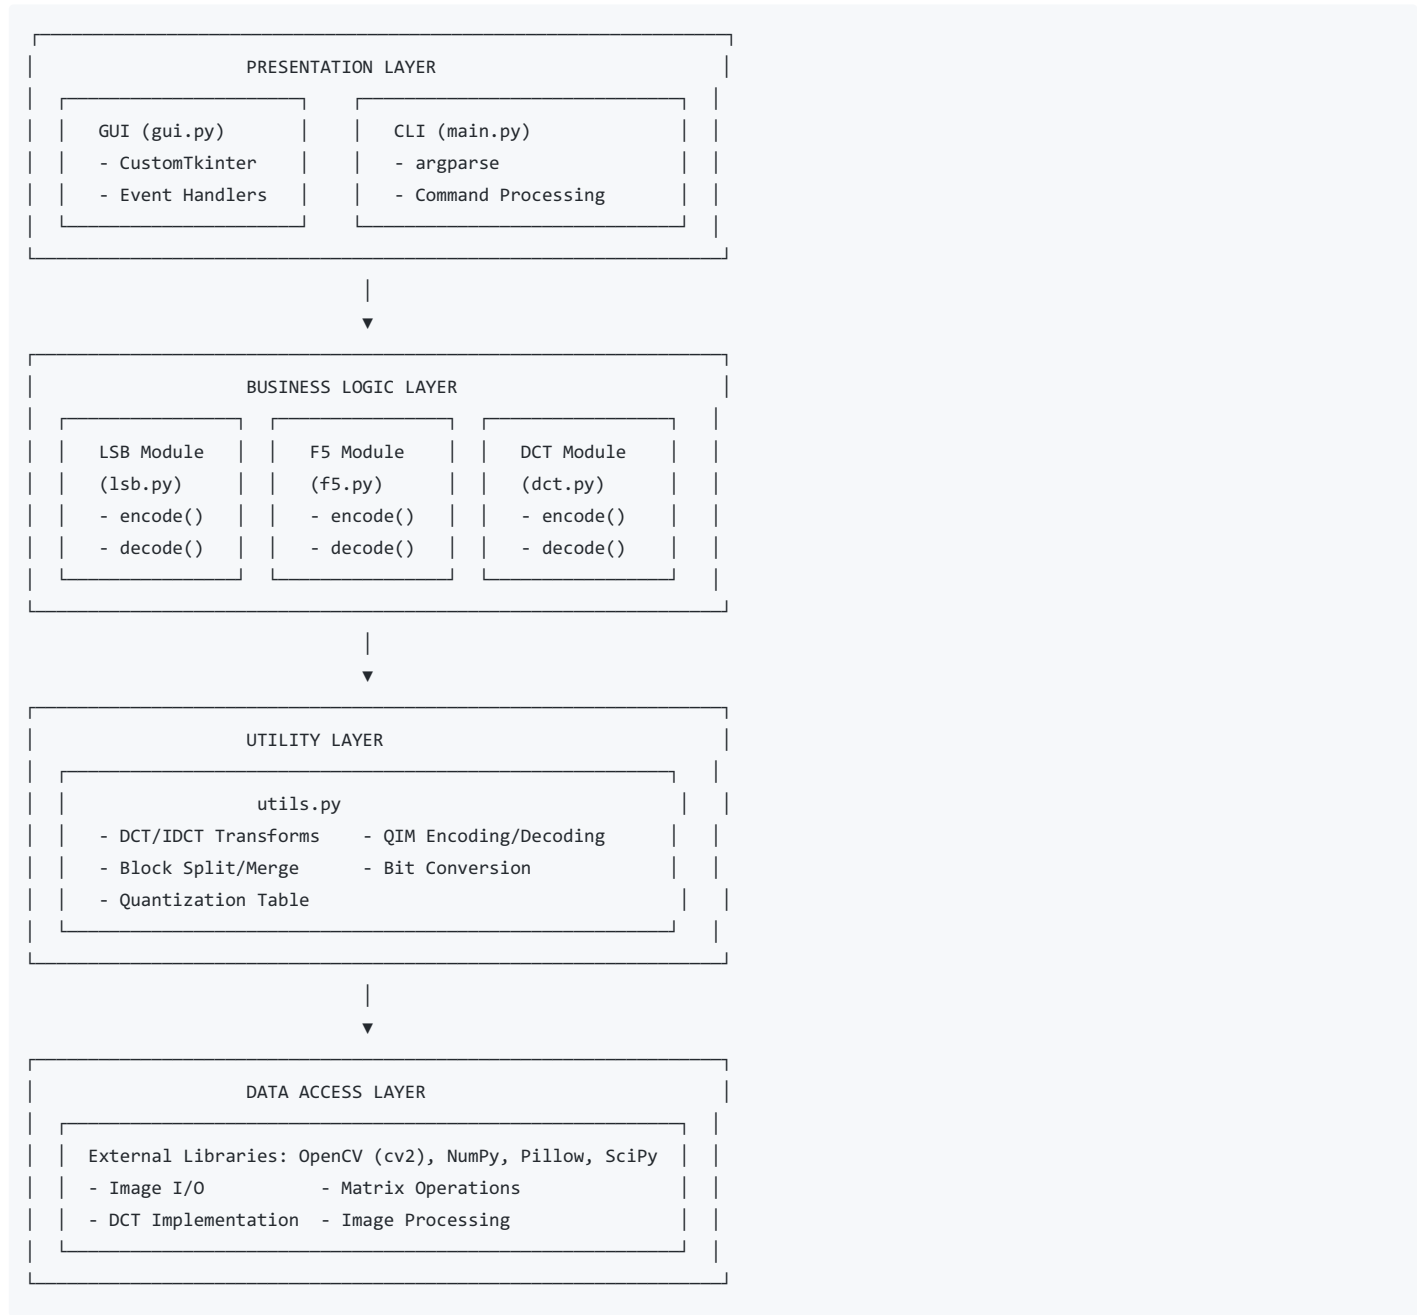 PRESENTATION LAYER
GUI (gui.py) CLI (main.py)
- CustomTkinter - argparse
- Event Handlers - Command Processing
BUSINESS LOGIC LAYER
LSB Module F5 Module DCT Module
(lsb.py) (f5.py) (dct.py)
- encode() - encode() - encode()
- decode() - decode() - decode()
UTILITY LAYER
utils.py
- DCT/IDCT Transforms - QIM Encoding/Decoding
- Block Split/Merge - Bit Conversion
- Quantization Table
DATA ACCESS LAYER
External Libraries: OpenCV (cv2), NumPy, Pillow, SciPy
- Image I/O - Matrix Operations
- DCT Implementation - Image Processing